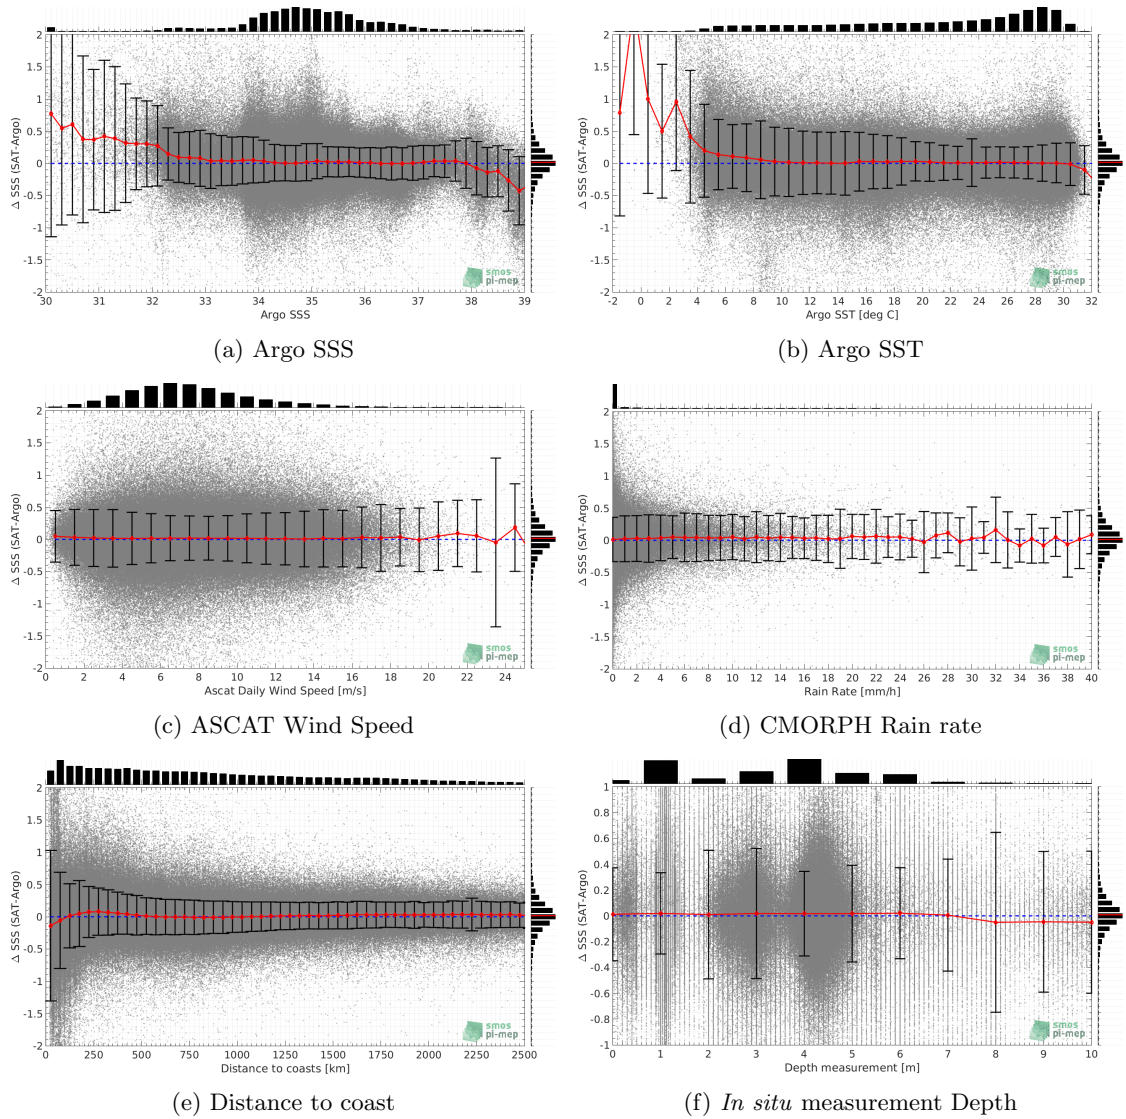 2
1.5
1
0.5
0
-0.5
-1
-1.5
-2
Δ SSS (SAT-Argo)
30 31 32 33 34 35 36 37 38 39
Argo SSS
smos
pi-mep
(a) Argo SSS
2
1.5
1
0.5
0
-0.5
-1
-1.5
-2
Δ SSS (SAT-Argo)
-2 0 2 4 6 8 10 12 14 16 18 20 22 24 26 28 30 32
Argo SST [deg C]
smos
pi-mep
(b) Argo SST
2
1.5
1
0.5
0
-0.5
-1
-1.5
-2
Δ SSS (SAT-Argo)
0 2 4 6 8 10 12 14 16 18 20 22 24
Ascat Daily Wind Speed [m/s]
smos
pi-mep
(c) ASCAT Wind Speed
2
1.5
1
0.5
0
-0.5
-1
-1.5
-2
Δ SSS (SAT-Argo)
0 2 4 6 8 10 12 14 16 18 20 22 24 26 28 30 32 34 36 38 40
Rain Rate [mm/h]
smos
pi-mep
(d) CMORPH Rain rate
2
1.5
1
0.5
0
-0.5
-1
-1.5
-2
Δ SSS (SAT-Argo)
0 250 500 750 1000 1250 1500 1750 2000 2250 2500
Distance to coasts [km]
smos
pi-mep
(e) Distance to coast
1
0.8
0.6
0.4
0.2
0
-0.2
-0.4
-0.6
-0.8
-1
Δ SSS (SAT-Argo)
0 1 2 3 4 5 6 7 8 9 10
Depth measurement [m]
smos
pi-mep
(f) In situ measurement Depth